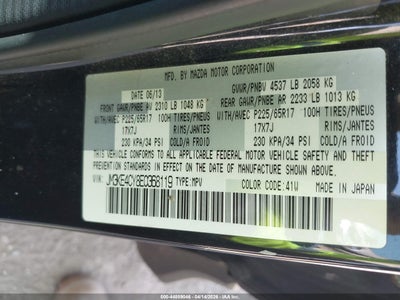 MFD. BY MAZDA MOTOR CORPORATION
DATE 06/13 GVWR/PNBV 4537 LB 2058 KG
FRONT GAWR/PNBE AV 2310 LB 1048 KG REAR GAWR/PNBE AR 2233 LB 1013 KG
WITH/AVEC P225/65R17 100H TIRES/PNEUS WITH/AVEC P225/65R17 100H TIRES/PNEUS
17X7J RIMS/JANTES 17X7J RIMS/JANTES
230 KPA/34 PSI COLD/A FROID 230 KPA/34 PSI COLD/A FROID
THIS VEHICLE CONFORMS TO ALL APPLICABLE FEDERAL MOTOR VEHICLE
SAFETY AND THEFT PREVENTION STANDARDS IN EFFECT ON
THE DATE OF MANUFACTURE SHOWN ABOVE.
VIN: JM3KE4CY8E0368119 TYPE:MPV COLOR:41W MADE IN JAPAN